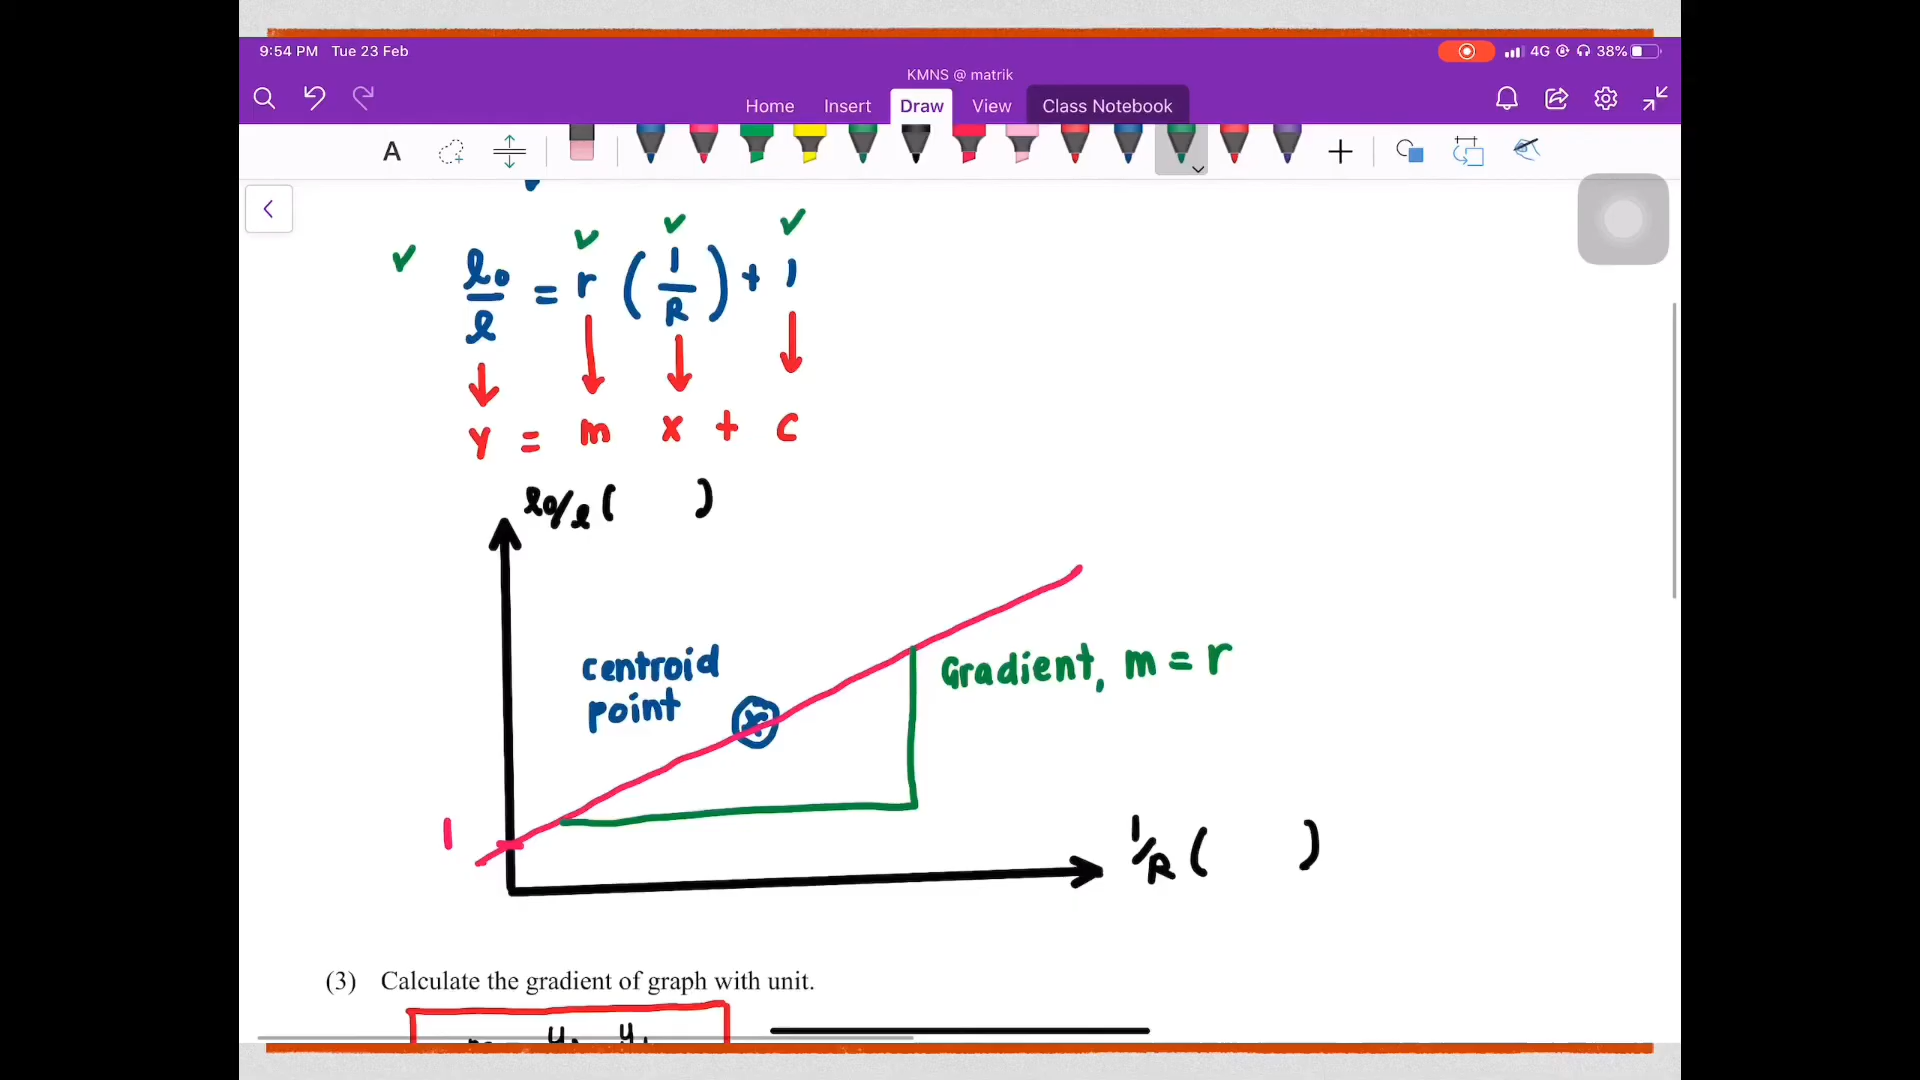 9:54 PM Tue 23 Feb
4G 38%
KMNS @ matrik
Home Insert Draw View Class Notebook
A
l0/l = r (1/R) + 1
y = m x + c
l0/l ( )
centroid
point
Gradient, m = r
1
1/R ( )
(3) Calculate the gradient of graph with unit.